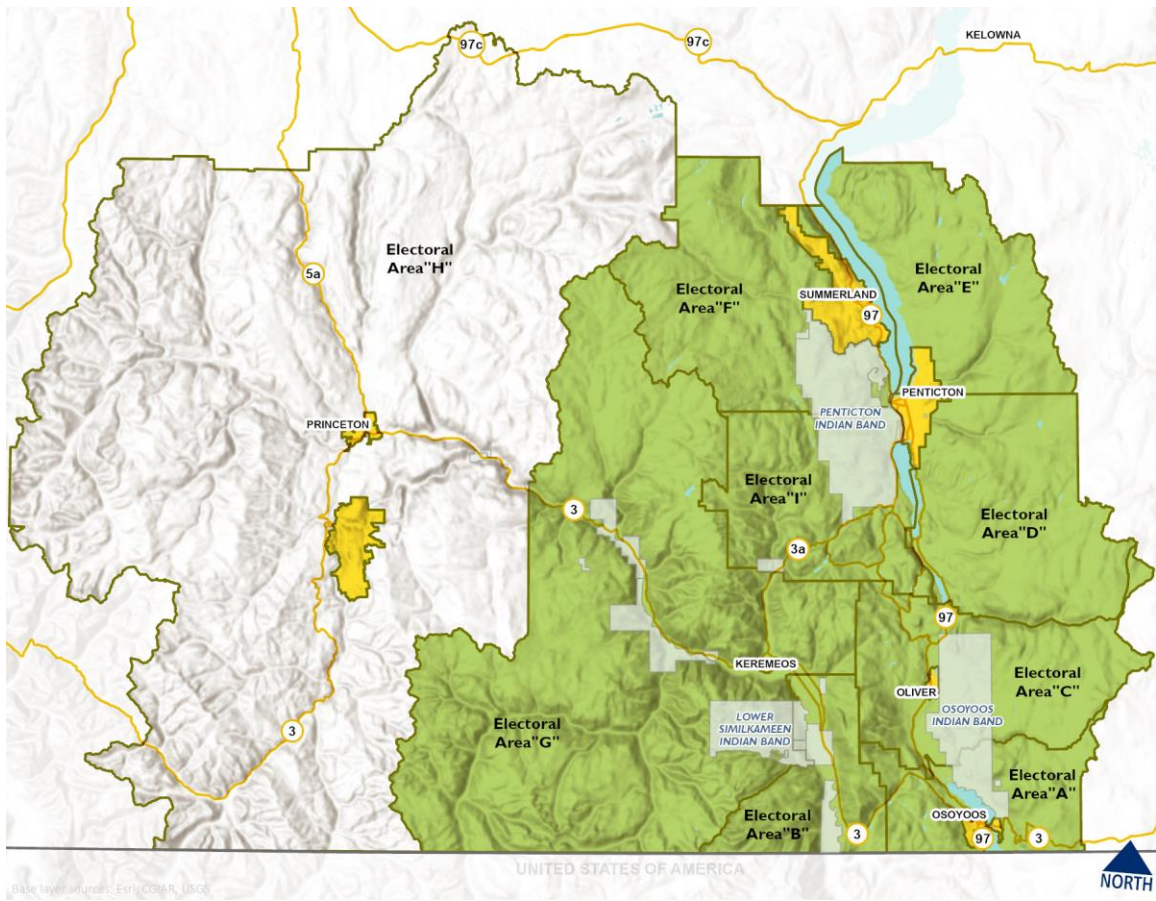 97c
97c
KELOWNA
Electoral
Area"H"
5a
Electoral
Area"F"
SUMMERLAND
97
Electoral
Area"E"
PRINCETON
PENTICTON
PENTICTON
INDIAN BAND
Electoral
Area"I"
3
3a
Electoral
Area"D"
97
KEREMEOS
OLIVER
Electoral
Area"C"
3
Electoral
Area"G"
LOWER
SIMILKAMEEN
INDIAN BAND
OSOYOOS
INDIAN BAND
Electoral
Area"A"
Electoral
Area"B"
3
OSOYOOS
97
3
UNITED STATES OF AMERICA
NORTH
Base layer sources: Esri, CGIAR, USGS